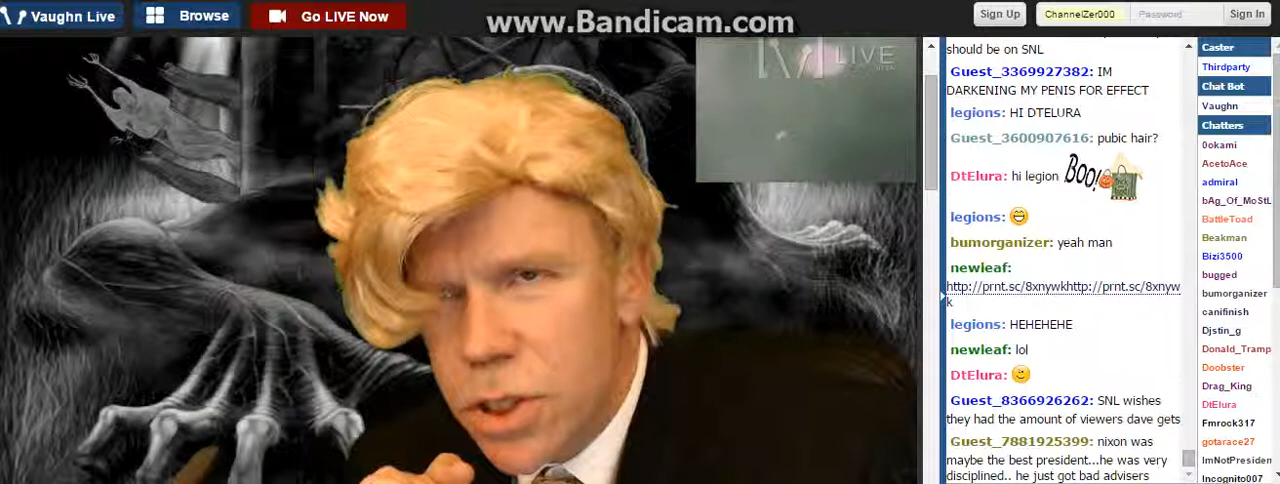 Vaughn Live Browse Go LIVE Now www.Bandicam.com Sign Up ChannelZer000 Password Sign In
LIVE
should be on SNL
Guest_3369927382: IM
DARKENING MY PENIS FOR EFFECT
legions: HI DTELURA
Guest_3600907616: pubic hair?
DtElura: hi legion BOO!
legions:
bumorganizer: yeah man
newleaf:
http://prnt.sc/8xnywkhttp://prnt.sc/8xnyw
k
legions: HEHEHEHE
newleaf: lol
DtElura:
Guest_8366926262: SNL wishes
they had the amount of viewers dave gets
Guest_7881925399: nixon was
maybe the best president...he was very
disciplined.. he just got bad advisers
Caster
Thirdparty
Chat Bot
Vaughn
Chatters
0okami
AcetoAce
admiral
bAg_Of_MoStL
BattleToad
Beakman
Bizi3500
bugged
bumorganizer
canifinish
Djstin_g
Donald_Tramp
Doobster
Drag_King
DtElura
Fmrock317
gotarace27
ImNotPresiden
Incognito007